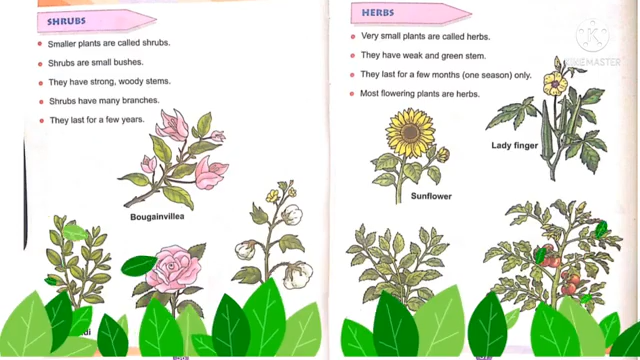 SHRUBS
Smaller plants are called shrubs.
Shrubs are small bushes.
They have strong, woody stems.
Shrubs have many branches.
They last for a few years.
Bougainvillea
HERBS
Very small plants are called herbs.
They have weak and green stem.
They last for a few months (one season) only.
Most flowering plants are herbs.
KINEMASTER
Lady finger
Sunflower